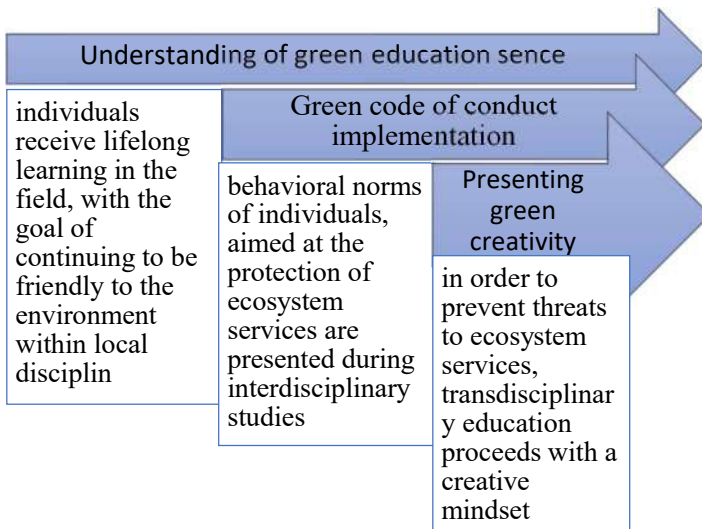 Understanding of green education sence
individuals
receive lifelong
learning in the
field, with the
goal of
continuing to be
friendly to the
environment
within local
disciplin
Green code of conduct
implementation
behavioral norms
of individuals,
aimed at the
protection of
ecosystem
services are
presented during
interdisciplinary
studies
Presenting
green
creativity
in order to
prevent threats
to ecosystem
services,
transdisciplinar
y education
proceeds with a
creative
mindset